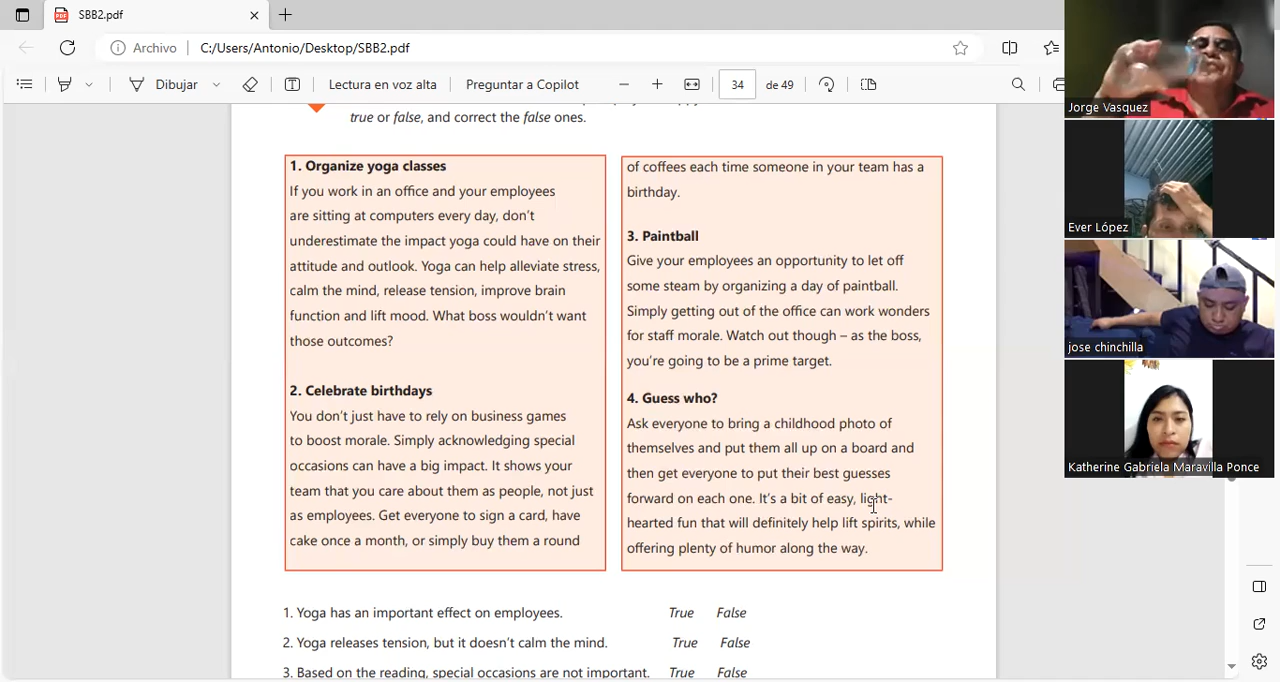 SBB2.pdf
Archivo
C:/Users/Antonio/Desktop/SBB2.pdf
Dibujar
Lectura en voz alta
Preguntar a Copilot
34
de 49
true or false, and correct the false ones.
1. Organize yoga classes
If you work in an office and your employees
are sitting at computers every day, don't
underestimate the impact yoga could have on their
attitude and outlook. Yoga can help alleviate stress,
calm the mind, release tension, improve brain
function and lift mood. What boss wouldn't want
those outcomes?
2. Celebrate birthdays
You don't just have to rely on business games
to boost morale. Simply acknowledging special
occasions can have a big impact. It shows your
team that you care about them as people, not just
as employees. Get everyone to sign a card, have
cake once a month, or simply buy them a round
of coffees each time someone in your team has a
birthday.
3. Paintball
Give your employees an opportunity to let off
some steam by organizing a day of paintball.
Simply getting out of the office can work wonders
for staff morale. Watch out though – as the boss,
you're going to be a prime target.
4. Guess who?
Ask everyone to bring a childhood photo of
themselves and put them all up on a board and
then get everyone to put their best guesses
forward on each one. It's a bit of easy, light-
hearted fun that will definitely help lift spirits, while
offering plenty of humor along the way.
1. Yoga has an important effect on employees. True False
2. Yoga releases tension, but it doesn't calm the mind. True False
3. Based on the reading, special occasions are not important. True False
Jorge Vasquez
Ever López
jose chinchilla
Katherine Gabriela Maravilla Ponce